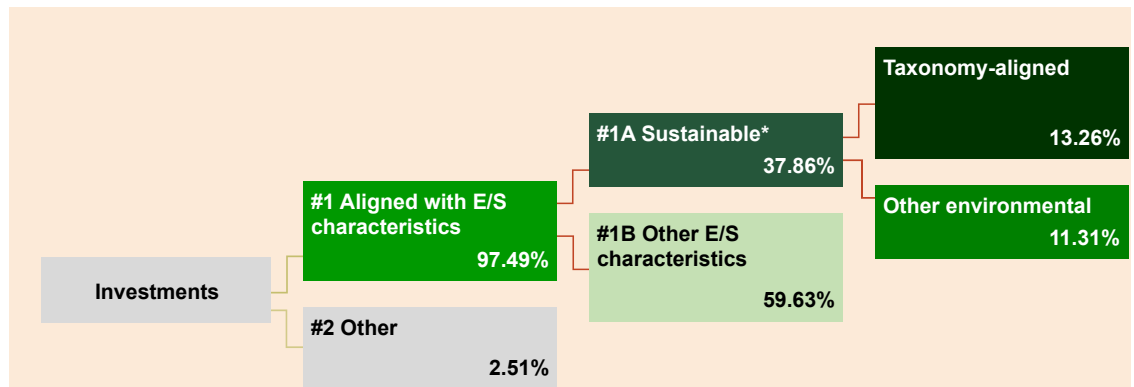 Taxonomy-aligned
13.26%
#1A Sustainable*
37.86%
#1 Aligned with E/S
characteristics
97.49%
Other environmental
11.31%
#1B Other E/S
characteristics
59.63%
Investments
#2 Other
2.51%